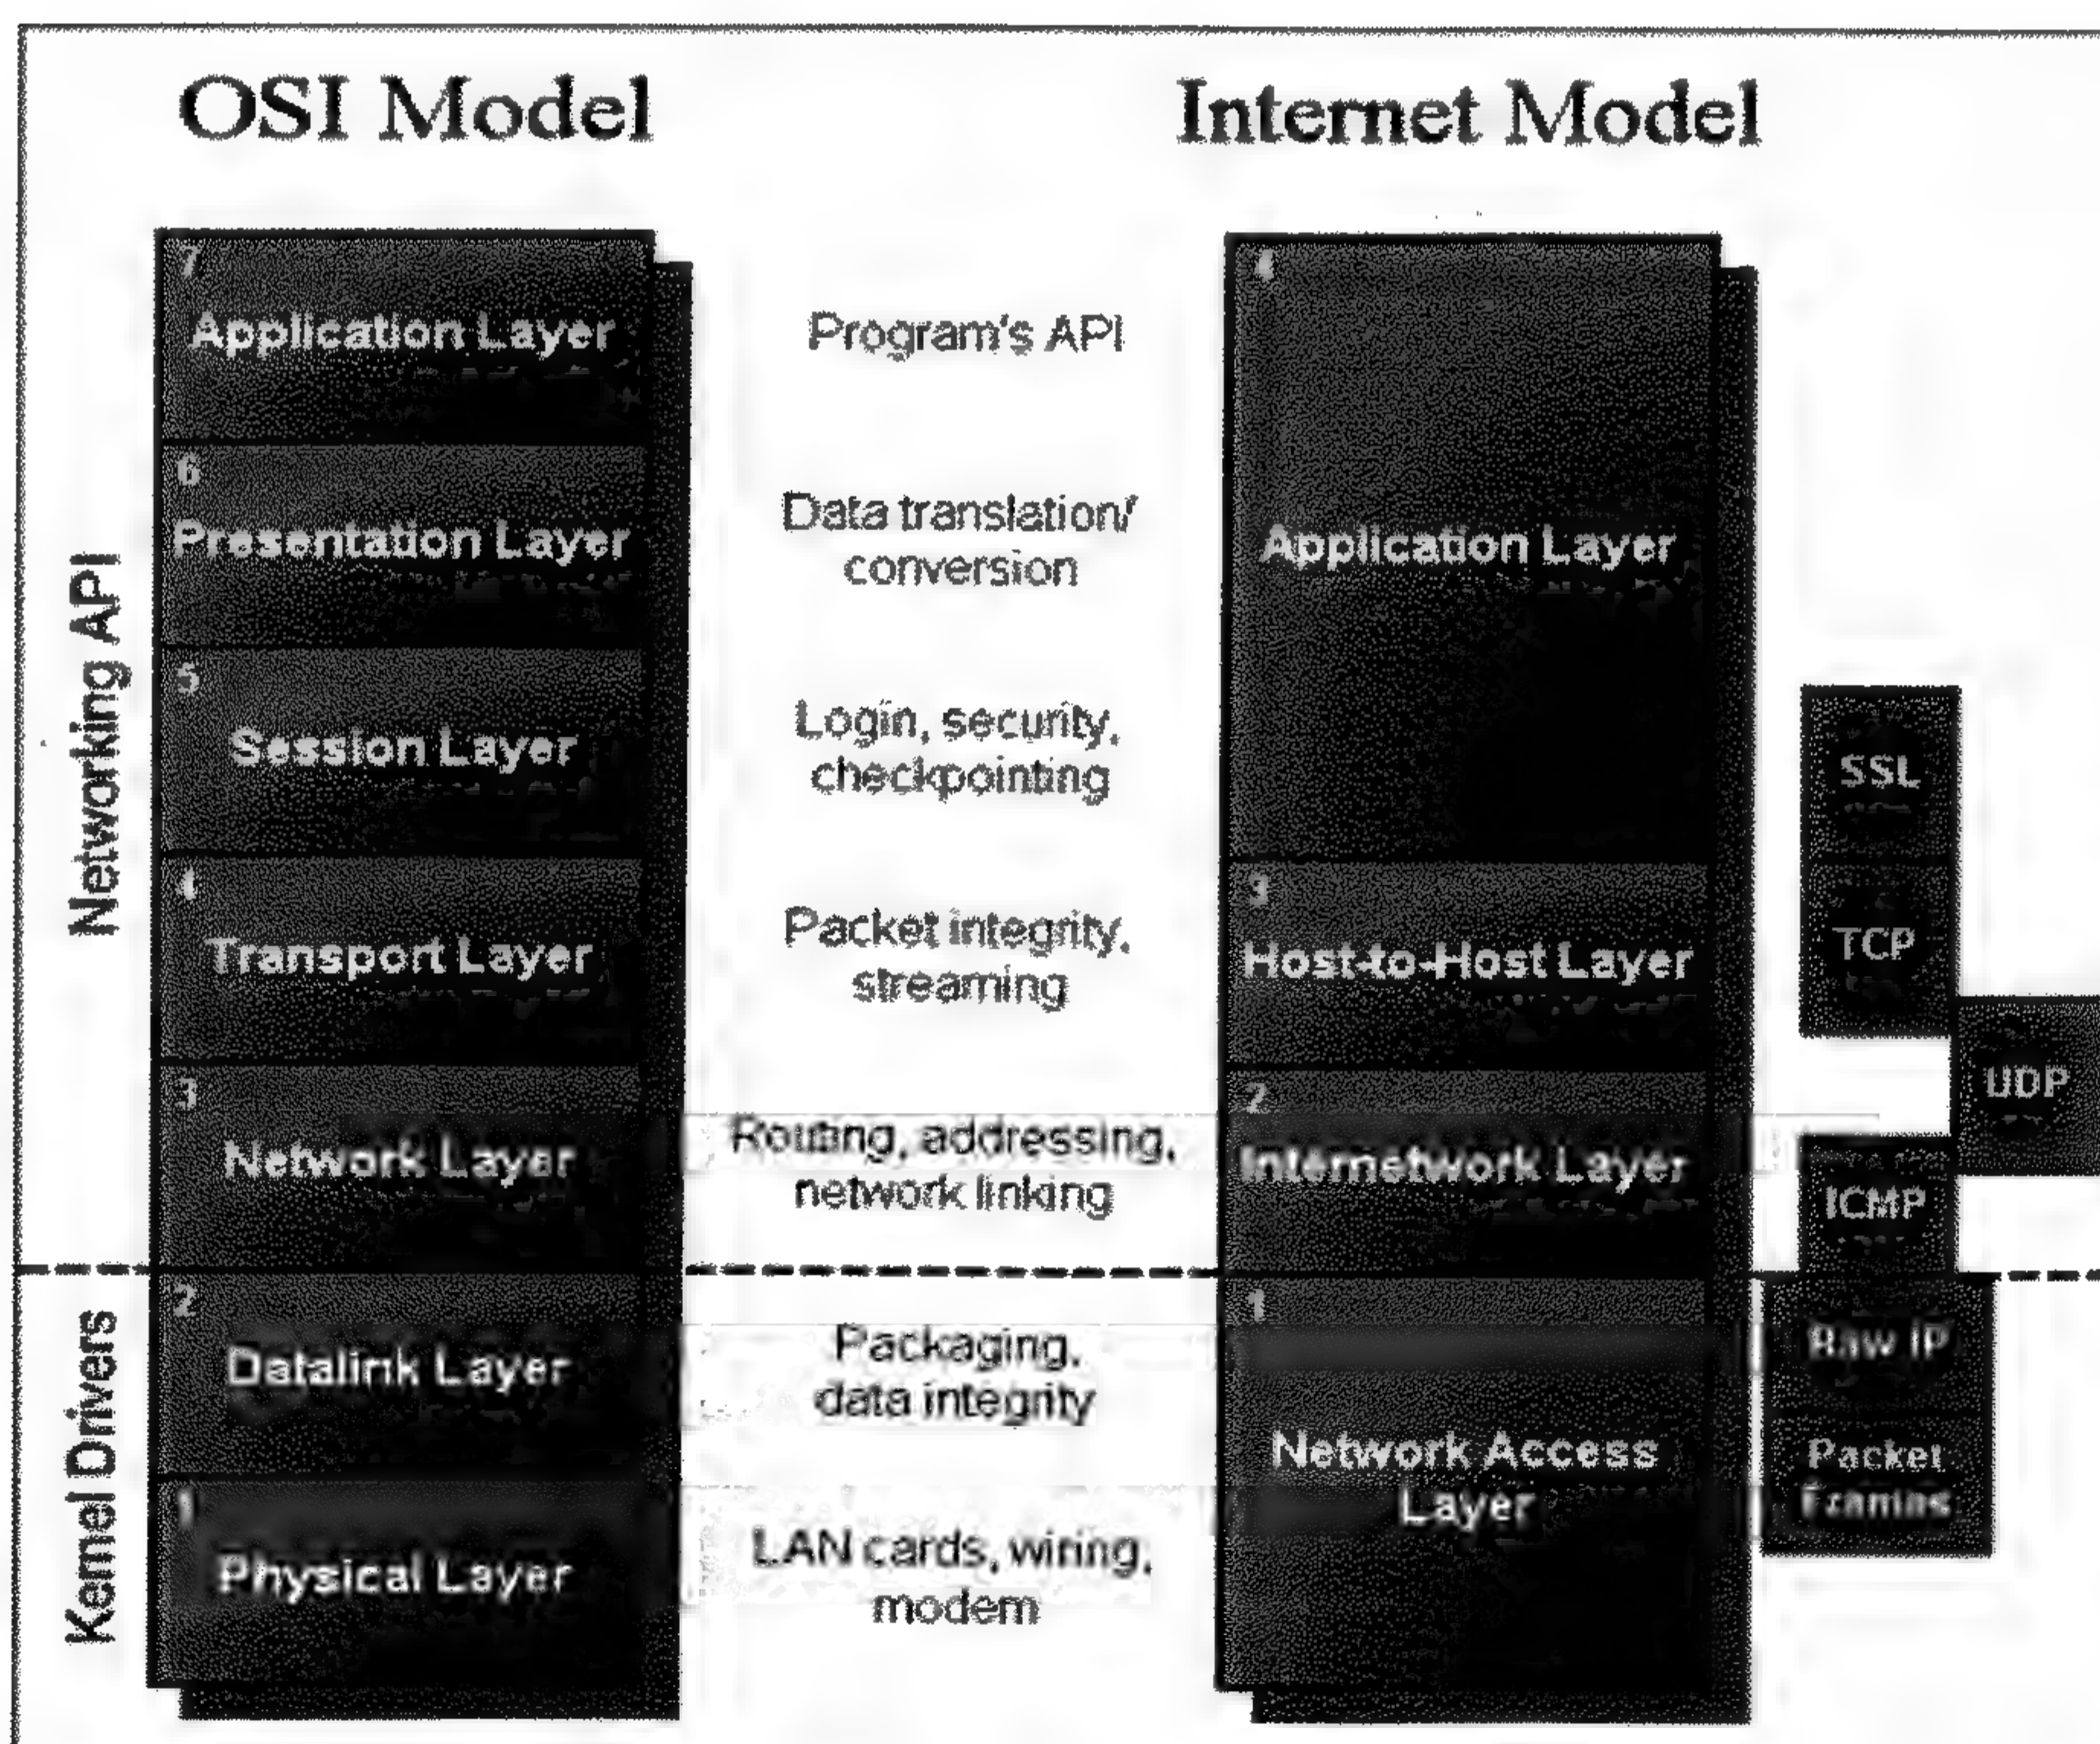 OSI Model
Internet Model
Networking API
Kernel Drivers
7
Application Layer
Program's API
6
Presentation Layer
Data translation/
conversion
5
Session Layer
Login, security,
checkpointing
4
Transport Layer
Packet integrity,
streaming
3
Network Layer
Routing, addressing,
network linking
2
Datalink Layer
Packaging,
data integrity
1
Physical Layer
LAN cards, wiring,
modem
4
Application Layer
3
Host-to-Host Layer
2
Internetwork Layer
1
Network Access
Layer
SSL
TCP
UDP
ICMP
Raw IP
Packet
Frames